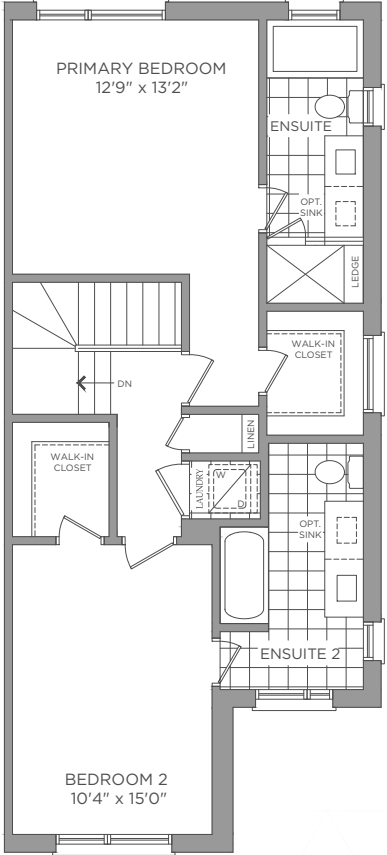 PRIMARY BEDROOM
12'9" x 13'2"
ENSUITE
OPT.
SINK
LEDGE
WALK-IN
CLOSET
DN
LINEN
WALK-IN
CLOSET
LAUNDRY
W
D
OPT.
SINK
ENSUITE 2
BEDROOM 2
10'4" x 15'0"